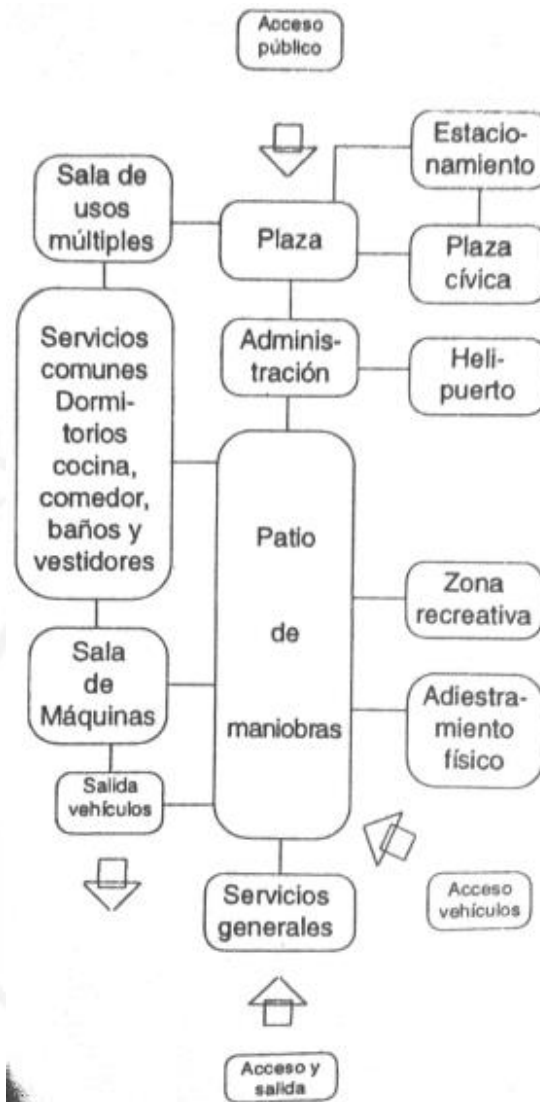 Acceso
público
Estacio-
namiento
Sala de
usos
múltiples
Plaza
Plaza
cívica
Servicios
comunes
Dormi-
torios
cocina,
comedor,
baños y
vestidores
Adminis-
tración
Heli-
puerto
Patio
de
maniobras
Zona
recreativa
Sala
de
Máquinas
Adiestra-
miento
físico
Salida
vehículos
Servicios
generales
Acceso
vehículos
Acceso y
salida